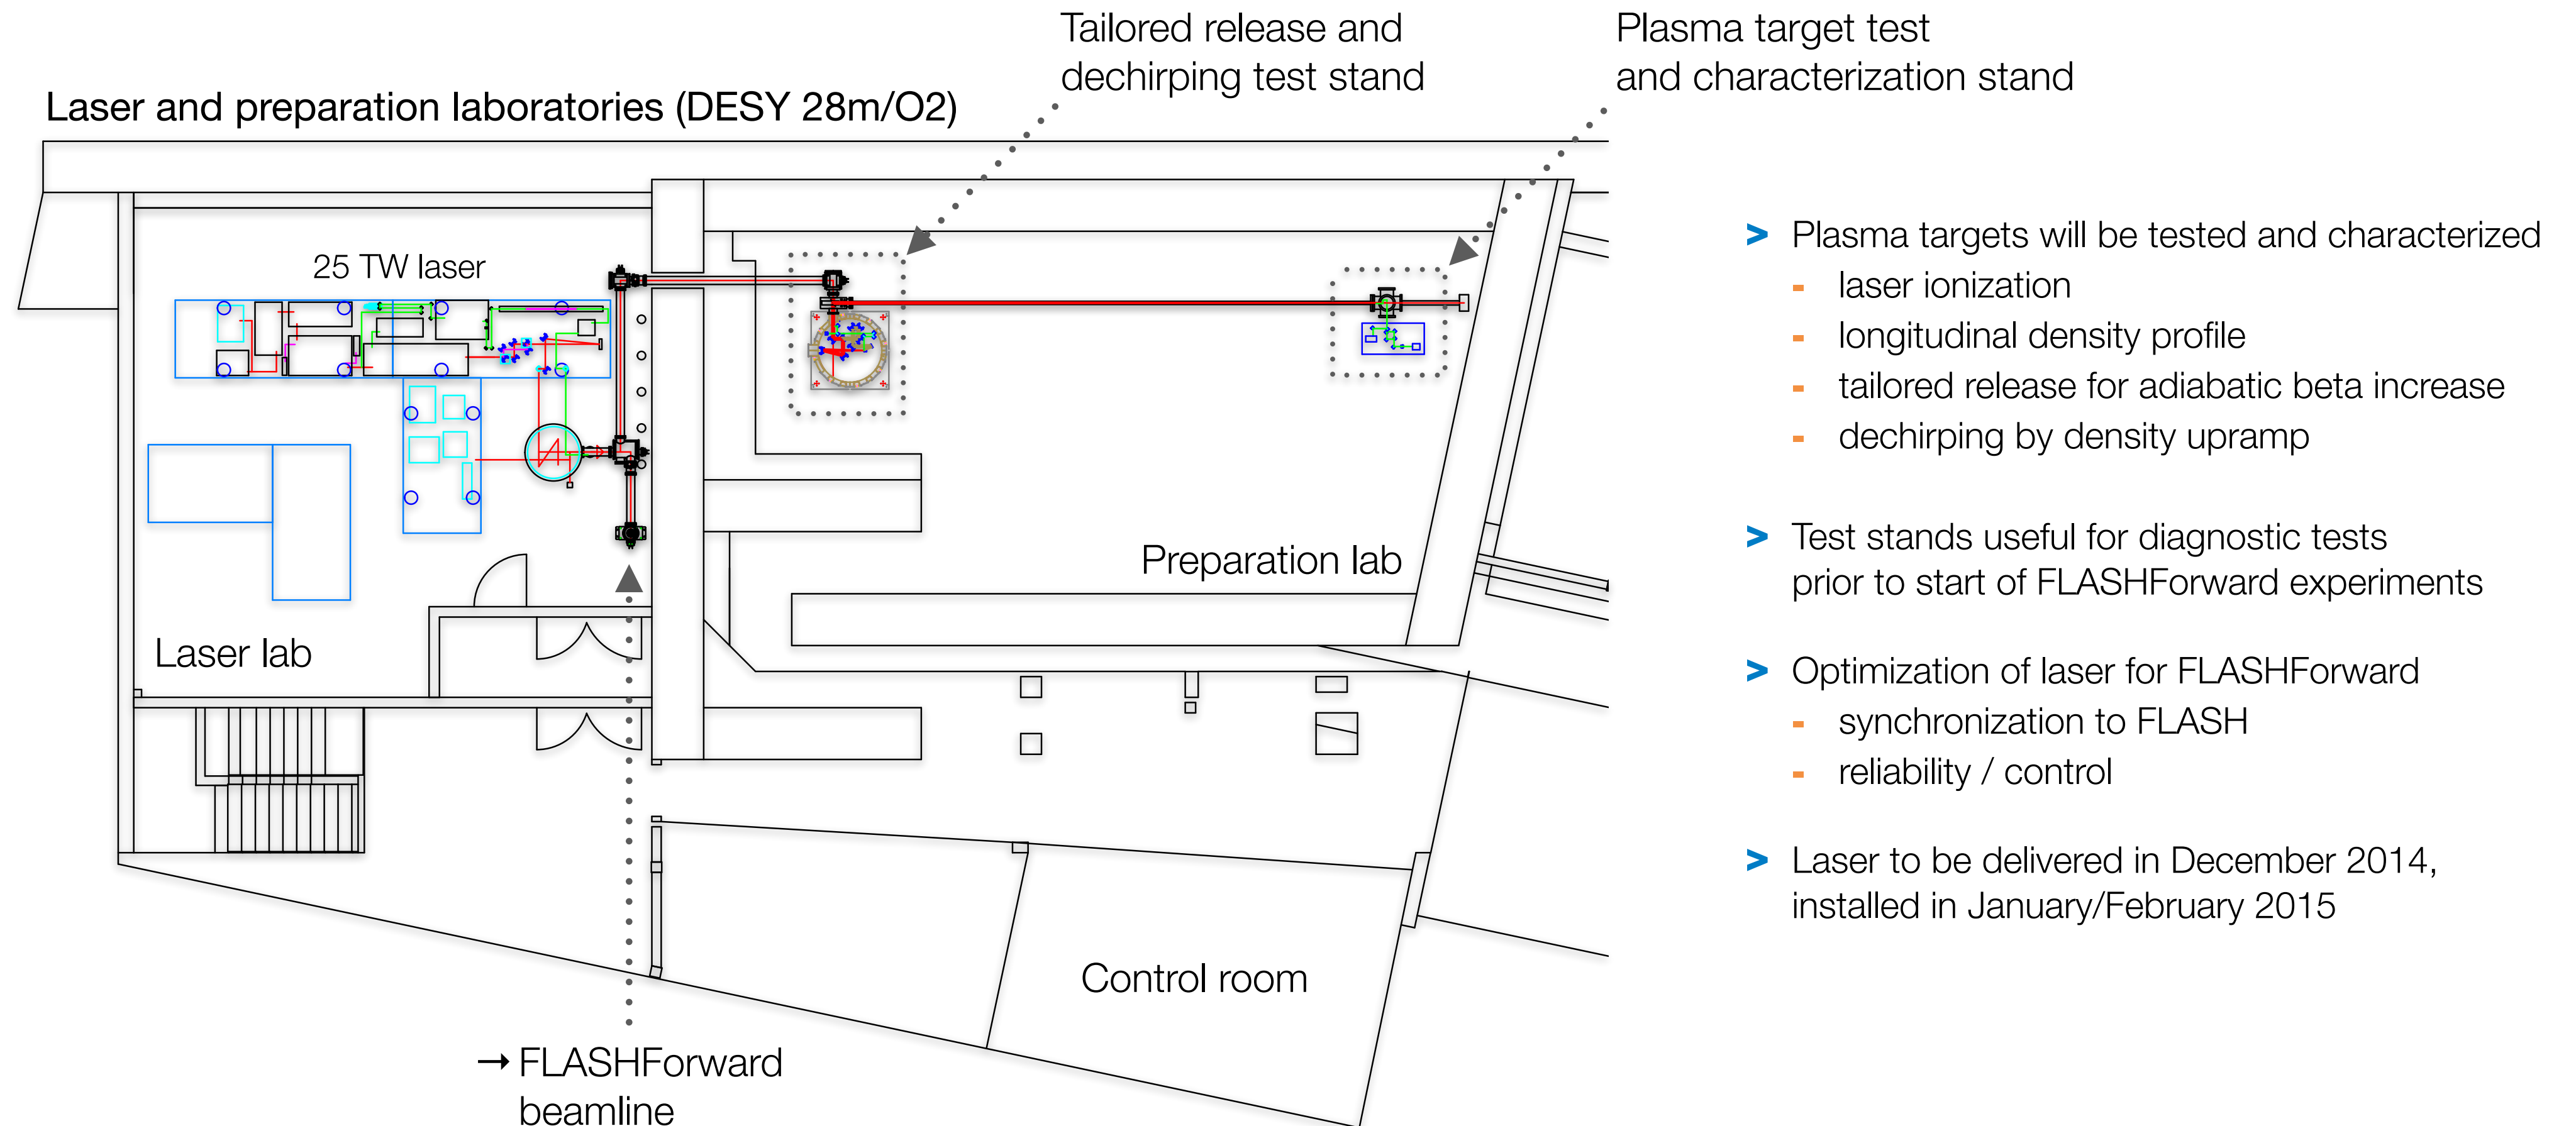 Tailored release and
dechirping test stand
Plasma target test
and characterization stand
Laser and preparation laboratories (DESY 28m/O2)
25 TW laser
Preparation lab
Laser lab
Control room
→ FLASHForward
beamline
> Plasma targets will be tested and characterized
- laser ionization
- longitudinal density profile
- tailored release for adiabatic beta increase
- dechirping by density upramp
> Test stands useful for diagnostic tests
prior to start of FLASHForward experiments
> Optimization of laser for FLASHForward
- synchronization to FLASH
- reliability / control
> Laser to be delivered in December 2014,
installed in January/February 2015